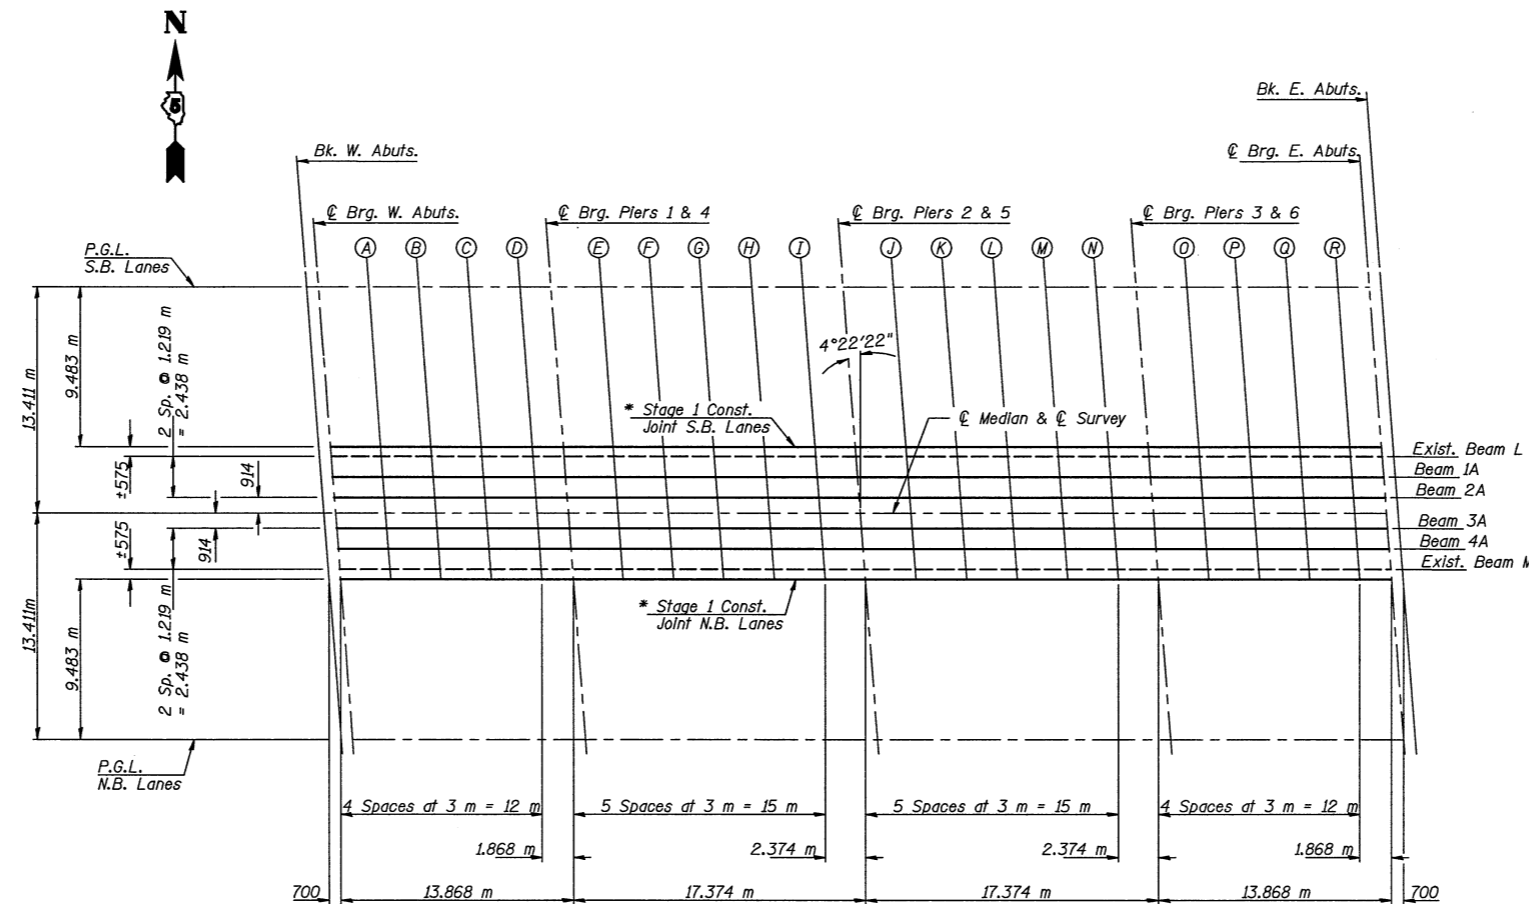 N
5
Bk. E. Abuts.
Bk. W. Abuts.
℄ Brg. E. Abuts.
℄ Brg. W. Abuts.
℄ Brg. Piers 1 & 4
℄ Brg. Piers 2 & 5
℄ Brg. Piers 3 & 6
A B C D E F G H I J K L M N O P Q R
P.G.L.
S.B. Lanes
13.411 m
9.483 m
2 Sp. @ 1.219 m
= 2.438 m
±575
914
4°22'22"
* Stage 1 Const.
Joint S.B. Lanes
℄ Median & ℄ Survey
Exist. Beam L
Beam 1A
Beam 2A
Beam 3A
Beam 4A
Exist. Beam M
±575
914
13.411m
9.483 m
2 Sp. @ 1.219 m
= 2.438 m
* Stage 1 Const.
Joint N.B. Lanes
P.G.L.
N.B. Lanes
4 Spaces at 3 m = 12 m
5 Spaces at 3 m = 15 m
5 Spaces at 3 m = 15 m
4 Spaces at 3 m = 12 m
1.868 m
2.374 m
2.374 m
1.868 m
700
13.868 m
17.374 m
17.374 m
13.868 m
700